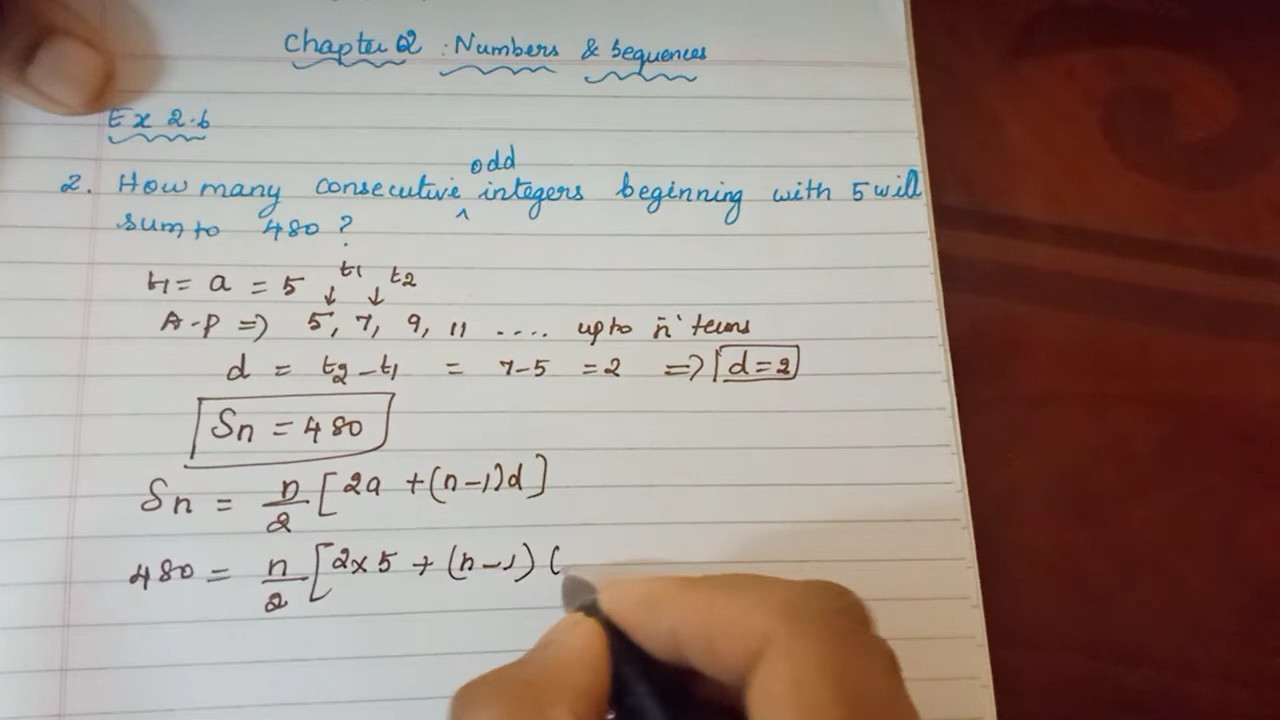 Chapter 2 : Numbers & Sequences
Ex 2.6
odd
2. How many consecutive ^ integers beginning with 5 will
sum to 480 ?
t1 = a = 5 t1 t2
↓ ↓
A.P => 5, 7, 9, 11 .... upto 'n' terms
d = t2 - t1 = 7-5 = 2 => d = 2
Sn = 480
Sn = n/2 [2a + (n-1)d]
480 = n/2 [2x5 + (n-1) (